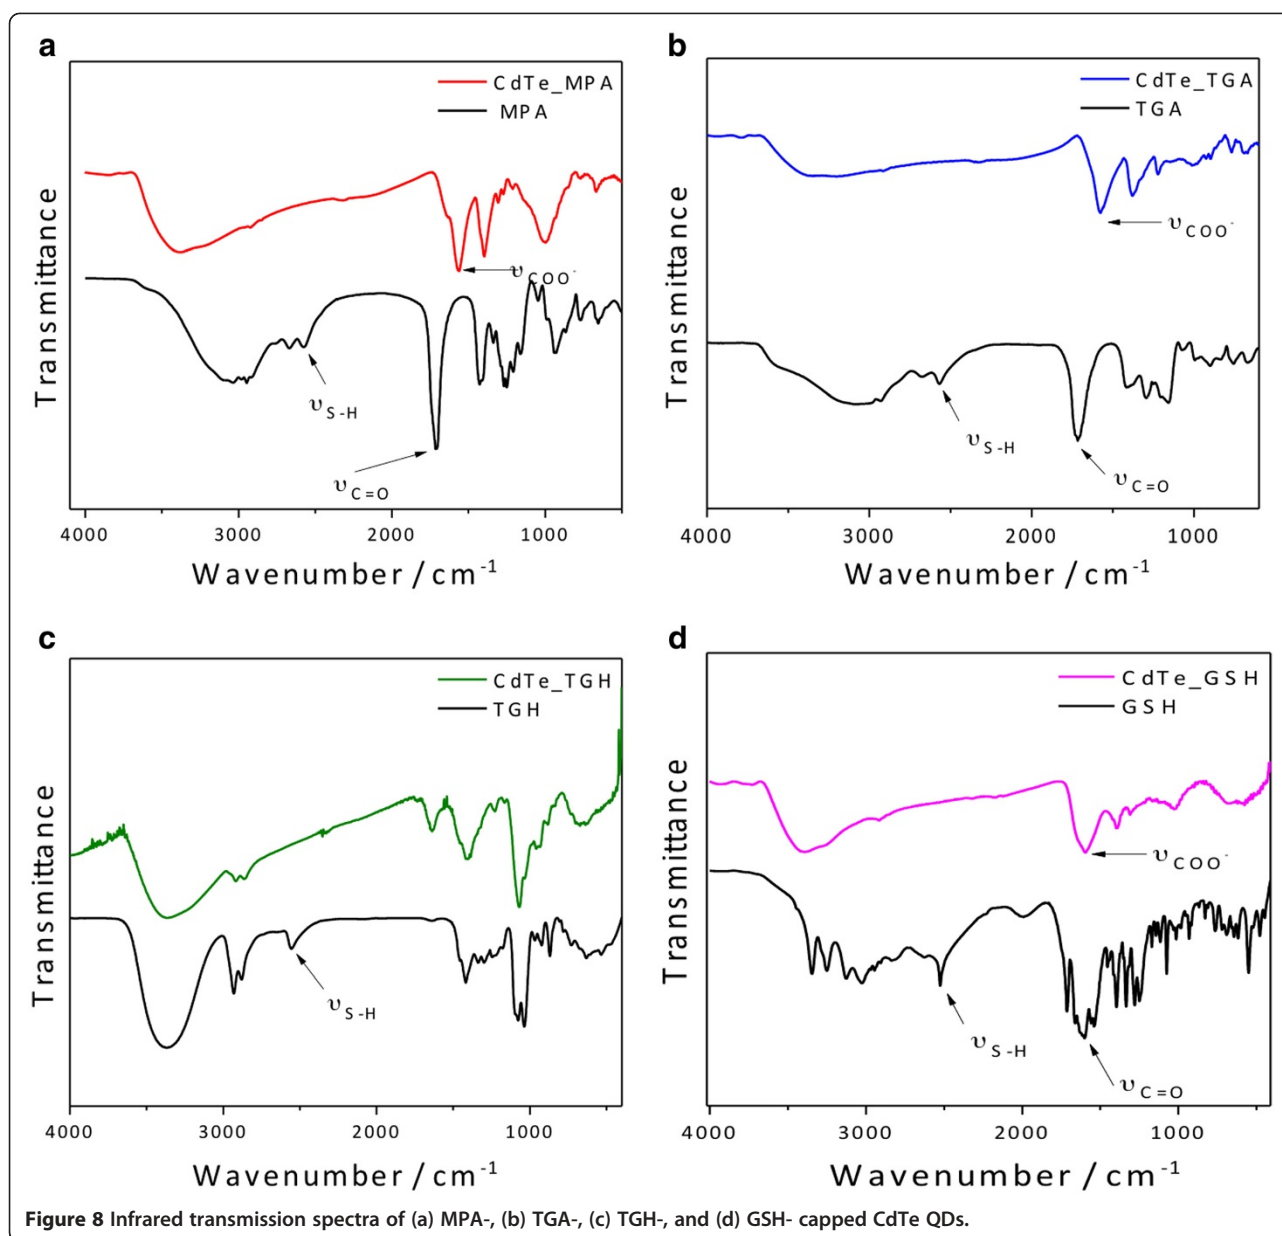 a
CdTe_MPA
MPA
Transmittance
υCOO-
υS-H
υC=O
4000 3000 2000 1000
Wavenumber / cm-1
b
CdTe_TGA
TGA
Transmittance
υCOO-
υS-H
υC=O
4000 3000 2000 1000
Wavenumber / cm-1
c
CdTe_TGH
TGH
Transmittance
υS-H
4000 3000 2000 1000
Wavenumber / cm-1
d
CdTe_GSH
GSH
Transmittance
υCOO-
υS-H
υC=O
4000 3000 2000 1000
Wavenumber / cm-1
Figure 8 Infrared transmission spectra of (a) MPA-, (b) TGA-, (c) TGH-, and (d) GSH- capped CdTe QDs.